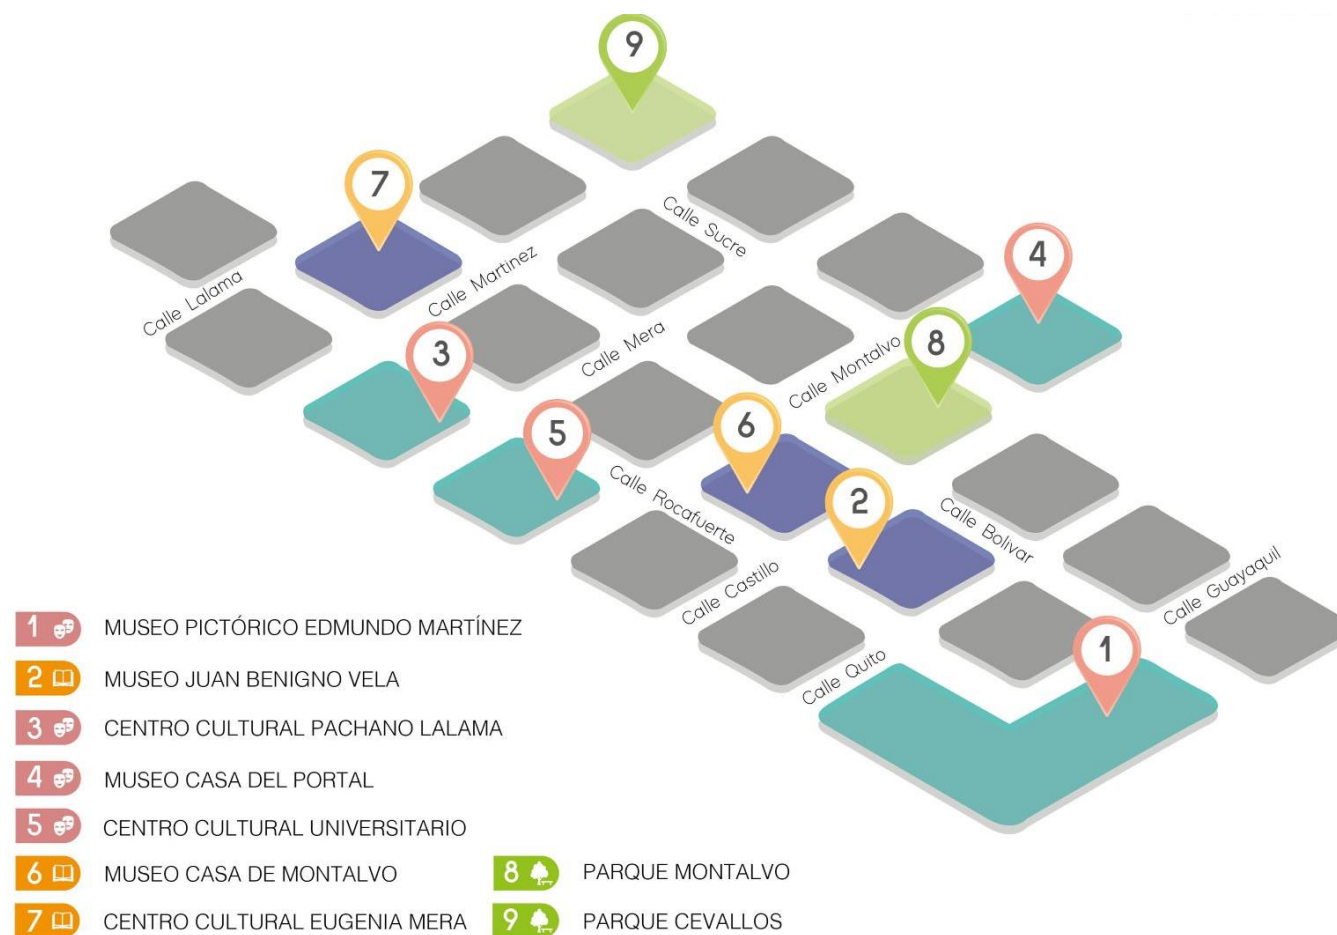 9
7
Calle Sucre
4
Calle Lalama
Calle Martinez
3
Calle Mera
8
Calle Montalvo
5
6
2
Calle Rocafuerte
Calle Bolivar
Calle Castillo
Calle Guayaquil
Calle Quito
1
1 MUSEO PICTÓRICO EDMUNDO MARTÍNEZ
2 MUSEO JUAN BENIGNO VELA
3 CENTRO CULTURAL PACHANO LALAMA
4 MUSEO CASA DEL PORTAL
5 CENTRO CULTURAL UNIVERSITARIO
6 MUSEO CASA DE MONTALVO
7 CENTRO CULTURAL EUGENIA MERA
8 PARQUE MONTALVO
9 PARQUE CEVALLOS